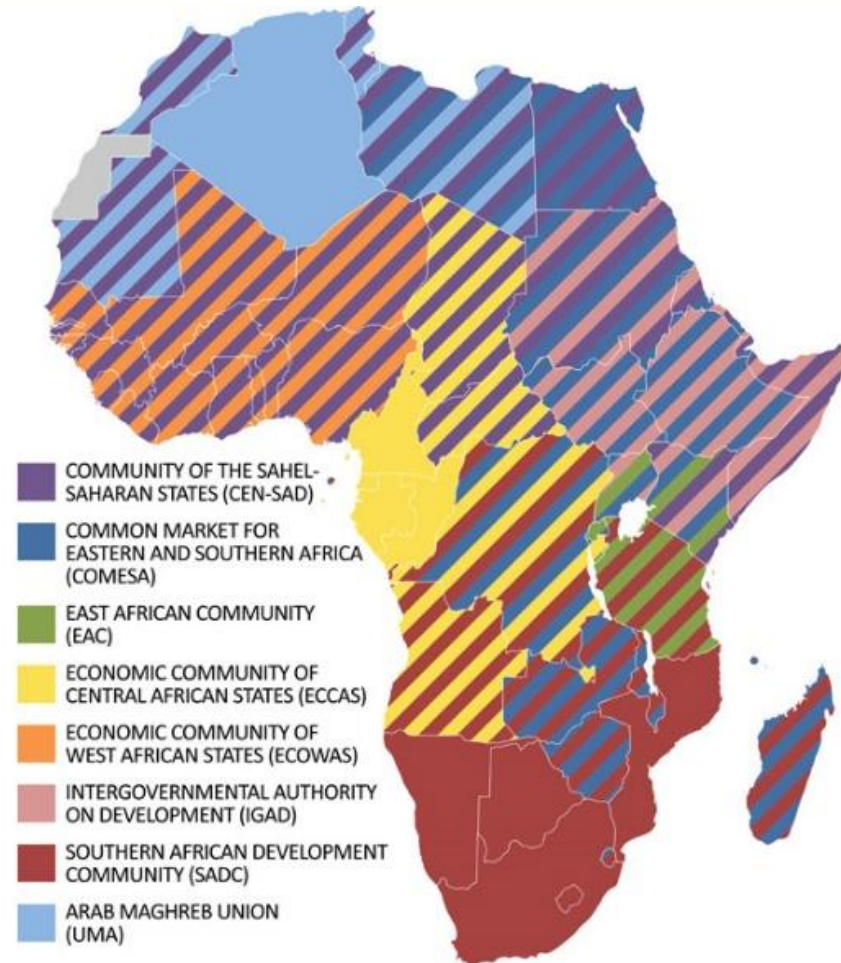 COMMUNITY OF THE SAHEL-
SAHARAN STATES (CEN-SAD)
COMMON MARKET FOR
EASTERN AND SOUTHERN AFRICA
(COMESA)
EAST AFRICAN COMMUNITY
(EAC)
ECONOMIC COMMUNITY OF
CENTRAL AFRICAN STATES (ECCAS)
ECONOMIC COMMUNITY OF
WEST AFRICAN STATES (ECOWAS)
INTERGOVERNMENTAL AUTHORITY
ON DEVELOPMENT (IGAD)
SOUTHERN AFRICAN DEVELOPMENT
COMMUNITY (SADC)
ARAB MAGHREB UNION
(UMA)